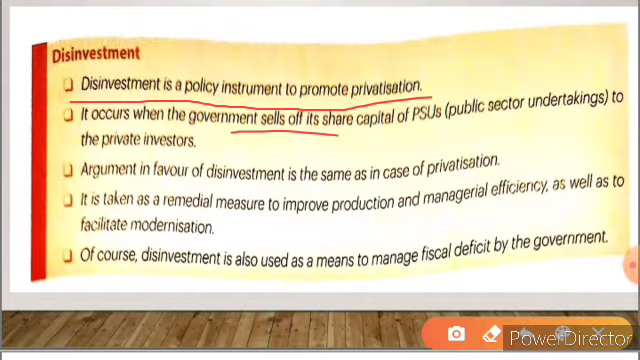 Disinvestment
❑ Disinvestment is a policy instrument to promote privatisation.
❑ It occurs when the government sells off its share capital of PSUs (public sector undertakings) to
the private investors.
❑ Argument in favour of disinvestment is the same as in case of privatisation.
❑ It is taken as a remedial measure to improve production and managerial efficiency, as well as to
facilitate modernisation.
❑ Of course, disinvestment is also used as a means to manage fiscal deficit by the government.
PowerDirector